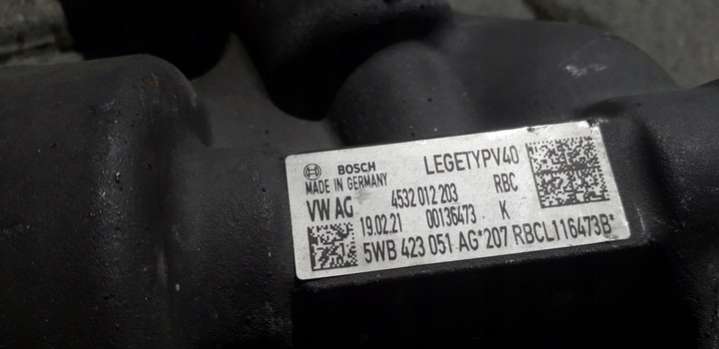 BOSCH LEGETYPV40
MADE IN GERMANY
VW AG 4532 012 203 RBC
19.02.21 00136473 K
5WB 423 051 AG*207 RBCL116473B*